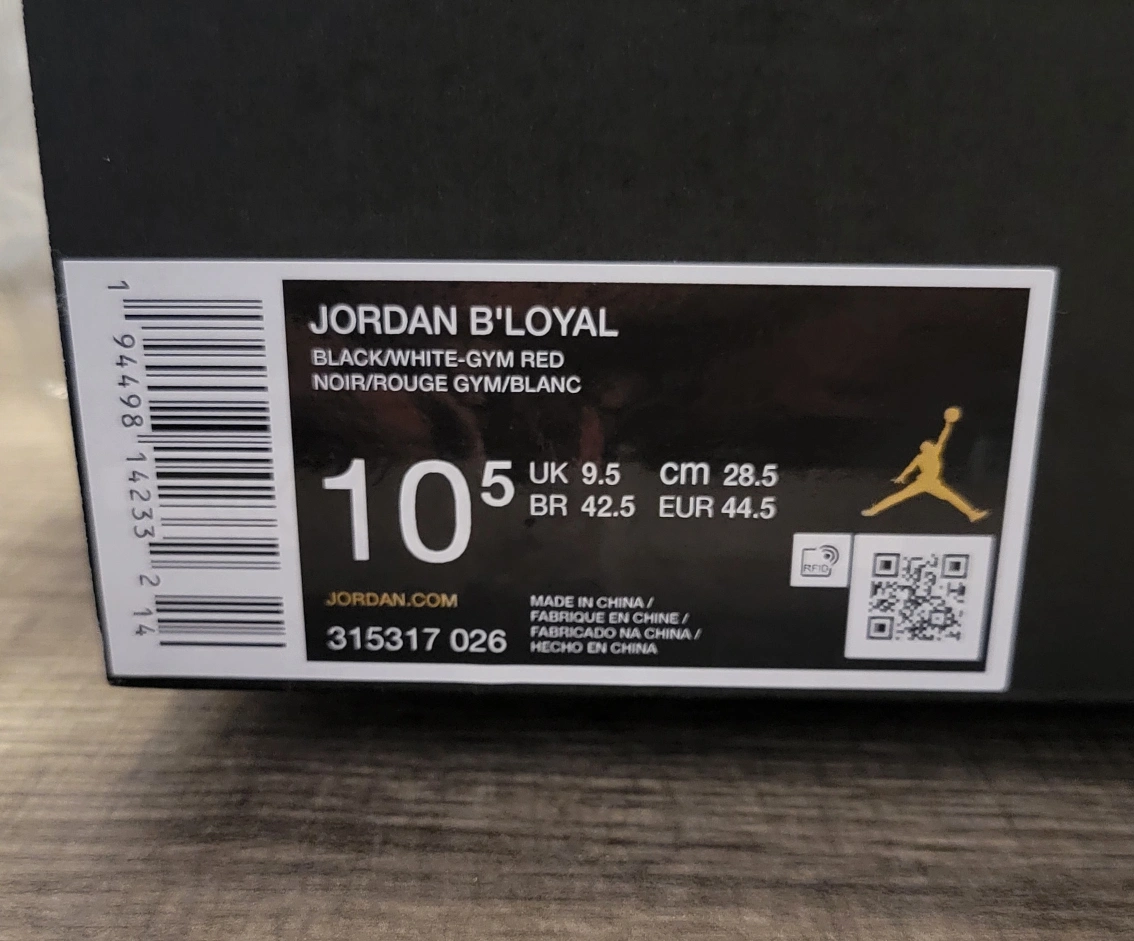 JORDAN B'LOYAL
BLACK/WHITE-GYM RED
NOIR/ROUGE GYM/BLANC
10 5
UK 9.5 cm 28.5
BR 42.5 EUR 44.5
RFID
JORDAN.COM
315317 026
MADE IN CHINA /
FABRIQUE EN CHINE /
FABRICADO NA CHINA /
HECHO EN CHINA
1 94498 14233 2 14